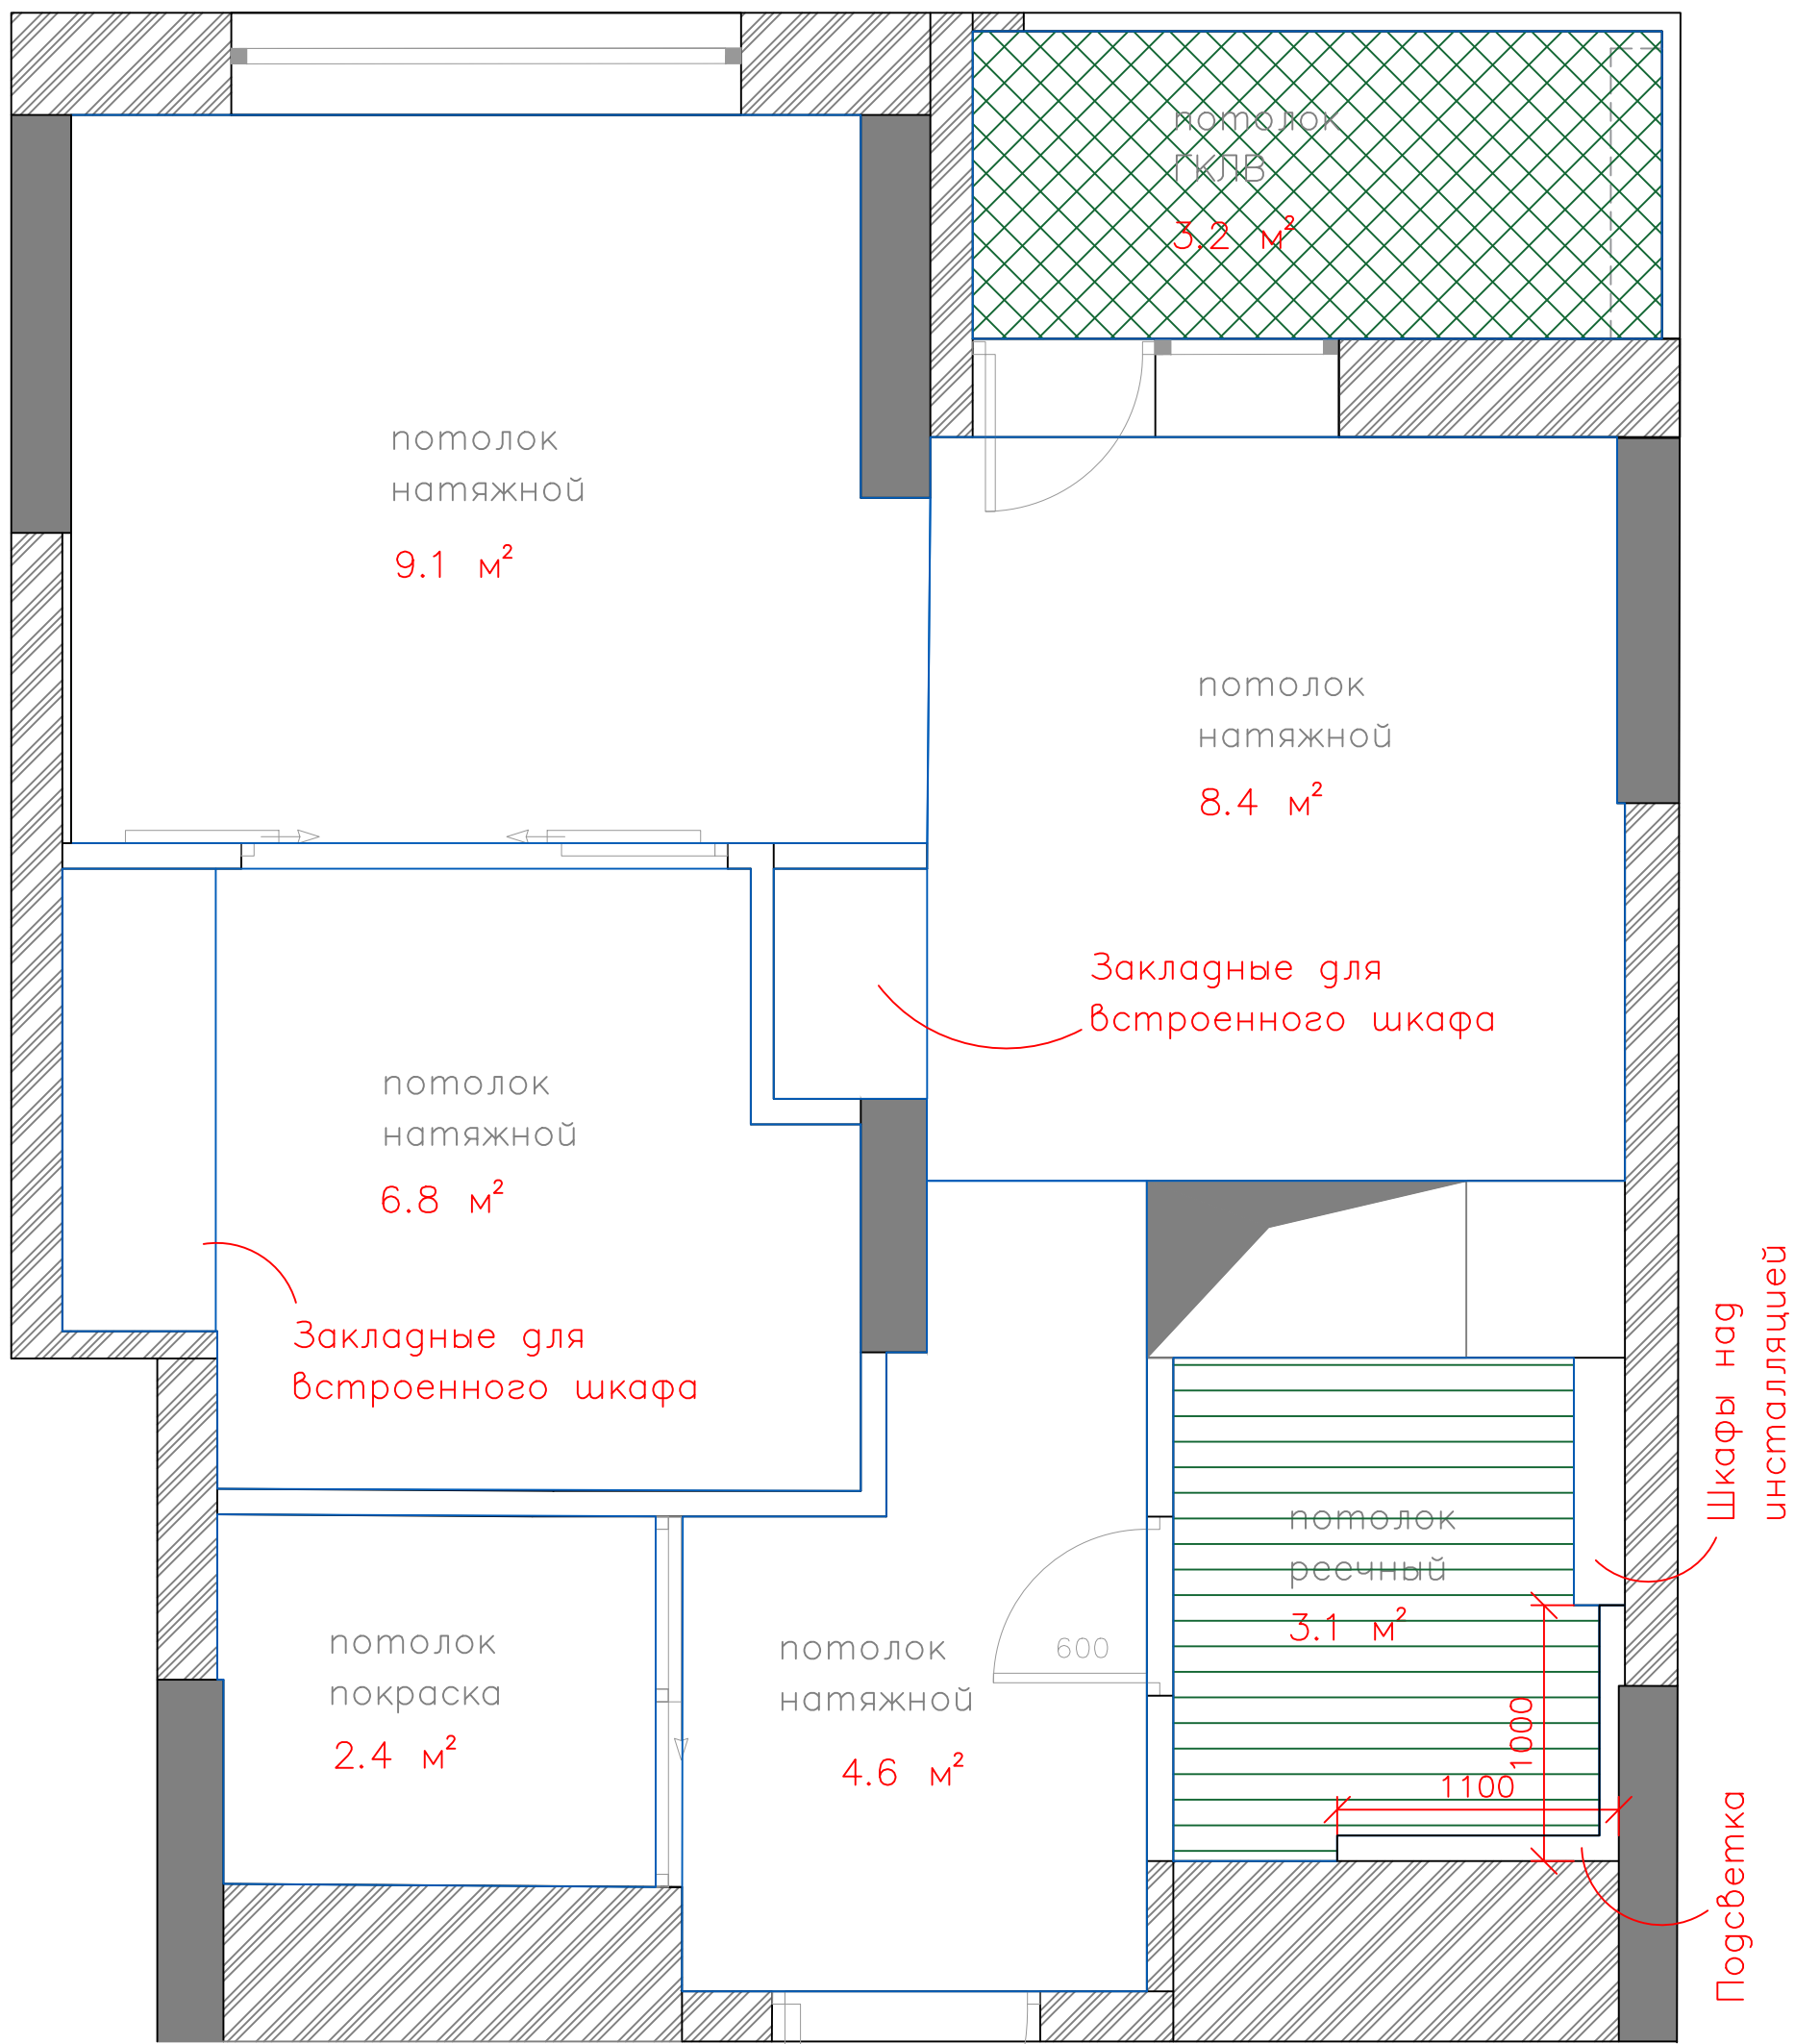 потолок
ГКЛВ
3.2 м²
потолок
натяжной
9.1 м²
потолок
натяжной
8.4 м²
Закладные для
встроенного шкафа
потолок
натяжной
6.8 м²
Закладные для
встроенного шкафа
Шкафы над
инсталляцией
потолок
реечный
3.1 м²
потолок
покраска
2.4 м²
потолок
натяжной
4.6 м²
600
1000
1100
Подсветка